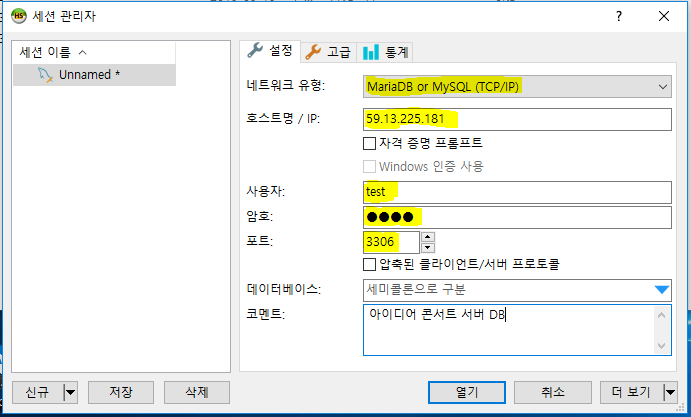 세션 관리자
세션 이름
Unnamed *
설정 고급 통계
네트워크 유형: MariaDB or MySQL (TCP/IP)
호스트명 / IP: 59.13.225.181
자격 증명 프롬프트
Windows 인증 사용
사용자: test
암호: ●●●●
포트: 3306
압축된 클라이언트/서버 프로토콜
데이터베이스: 세미콜론으로 구분
코멘트: 아이디어 콘서트 서버 DB
신규 저장 삭제 열기 취소 더 보기